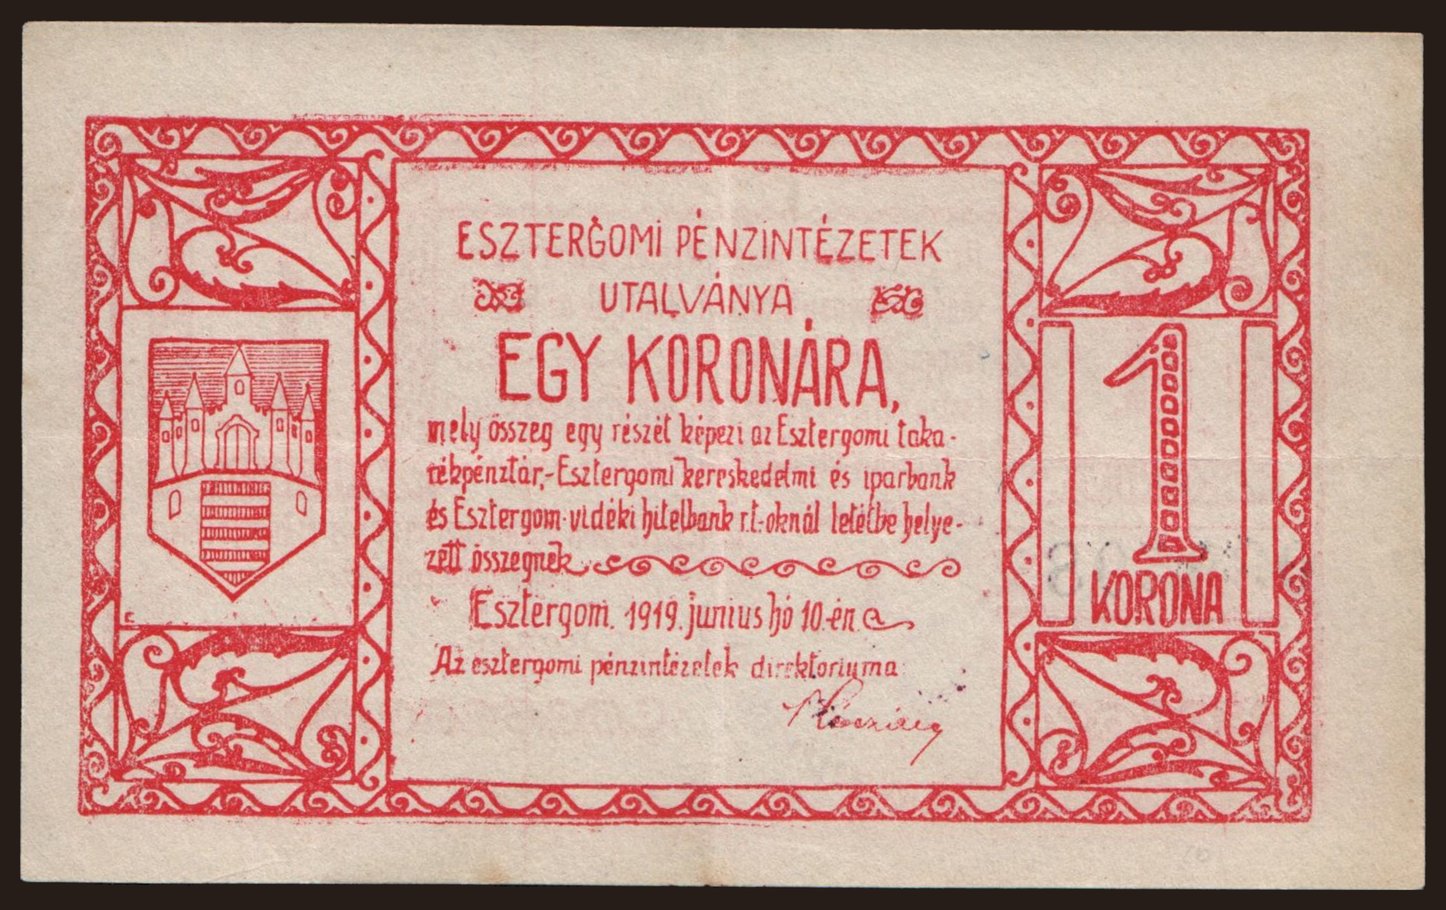 ESZTERGOMI PÉNZINTÉZETEK
UTALVÁNYA
EGY KORONÁRA,
mely összeg egy részét képezi az Esztergomi taka-
rékpénztár,-Esztergomi kereskedelmi és iparbank
és Esztergom-vidéki hitelbank r.t.-oknál letétbe helye-
zett összegnek
Esztergom. 1919. junius hó 10.-én.
Az esztergomi pénzintézetek direktoriuma
1
KORONA